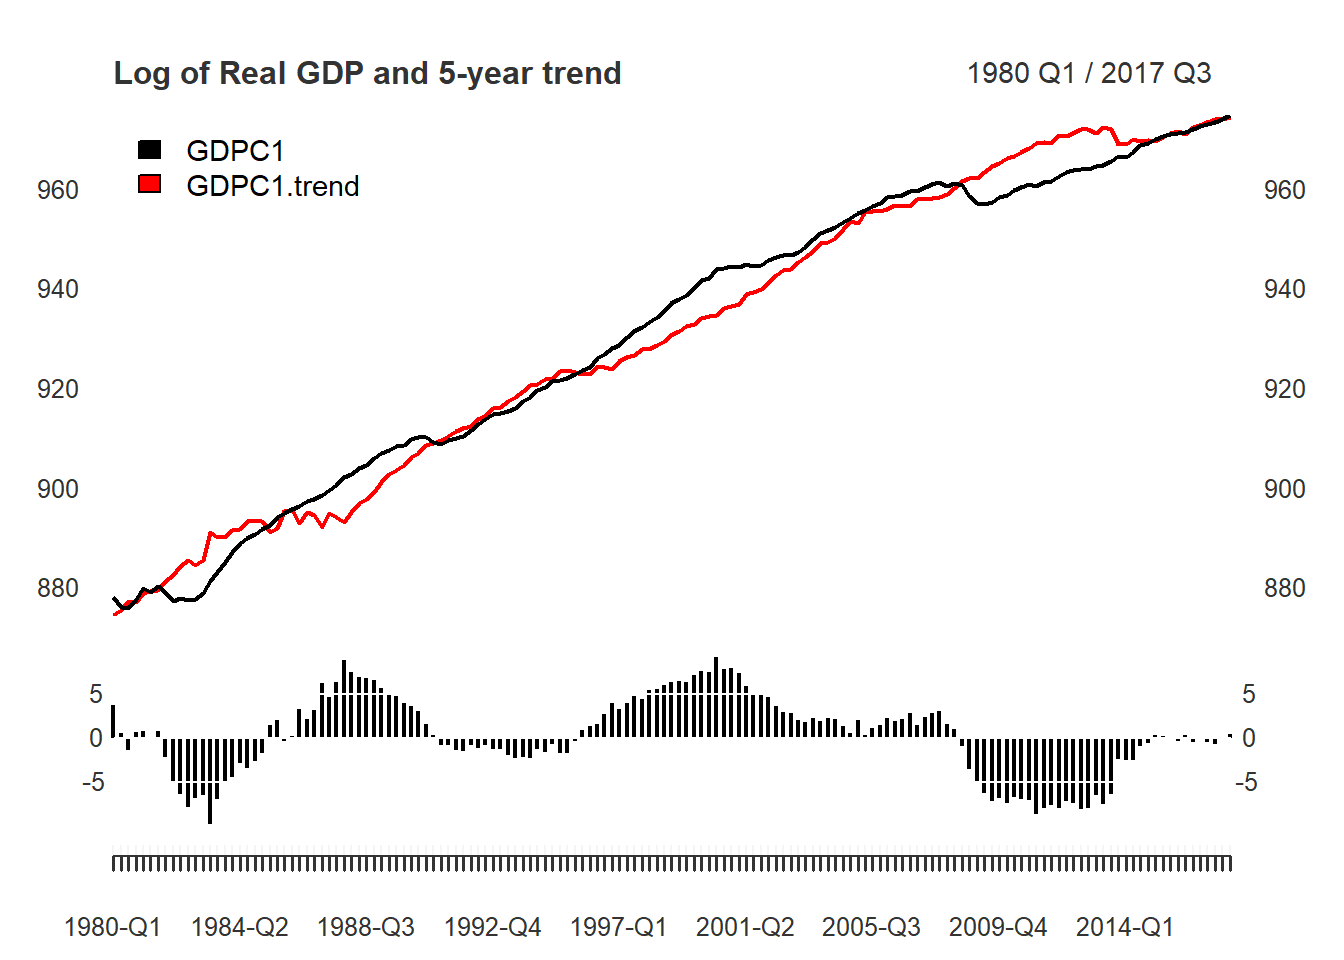 Log of Real GDP and 5-year trend 1980 Q1 / 2017 Q3
GDPC1
GDPC1.trend
960 960
940 940
920 920
900 900
880 880
5 5
0 0
-5 -5
1980-Q1 1984-Q2 1988-Q3 1992-Q4 1997-Q1 2001-Q2 2005-Q3 2009-Q4 2014-Q1